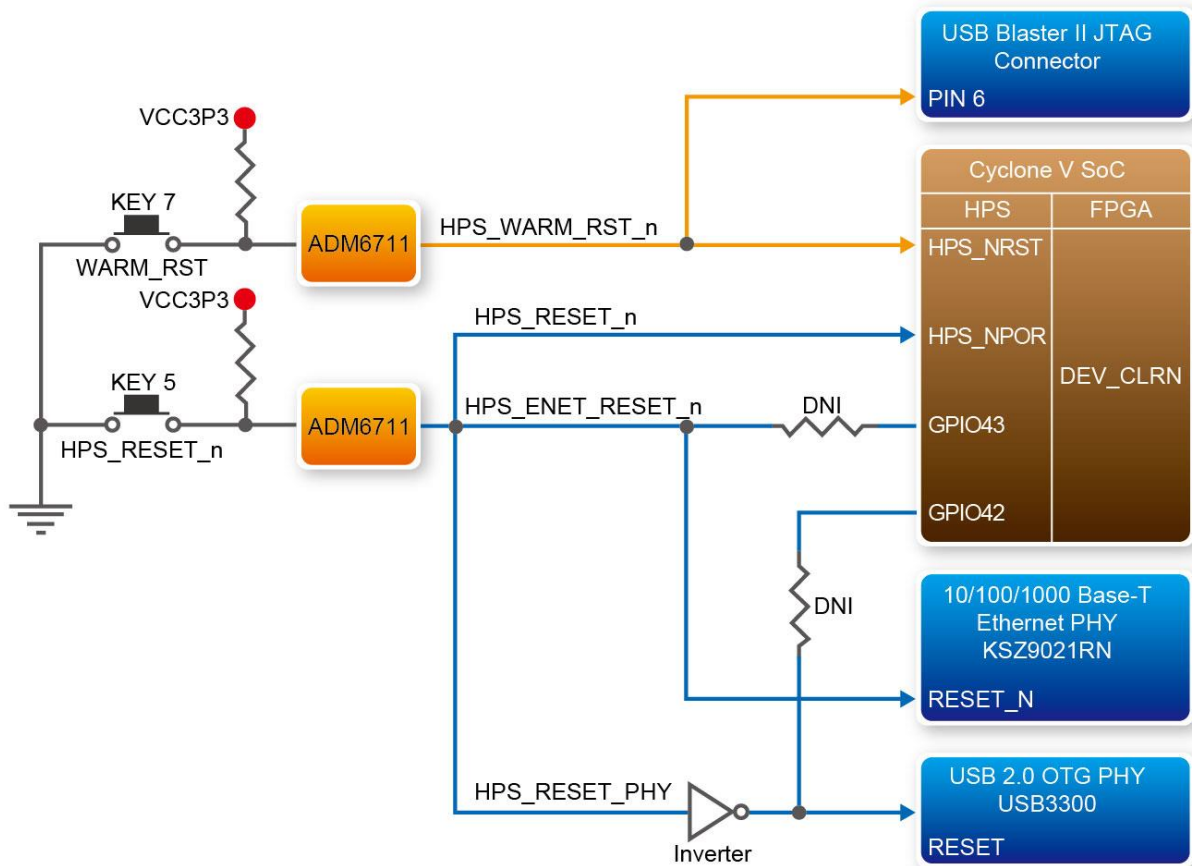 USB Blaster II JTAG
Connector
PIN 6
VCC3P3
KEY 7
WARM_RST
ADM6711
HPS_WARM_RST_n
Cyclone V SoC
HPS
FPGA
HPS_NRST
VCC3P3
HPS_RESET_n
HPS_NPOR
DEV_CLRN
KEY 5
HPS_RESET_n
ADM6711
HPS_ENET_RESET_n
DNI
GPIO43
GPIO42
DNI
10/100/1000 Base-T
Ethernet PHY
KSZ9021RN
RESET_N
HPS_RESET_PHY
Inverter
USB 2.0 OTG PHY
USB3300
RESET